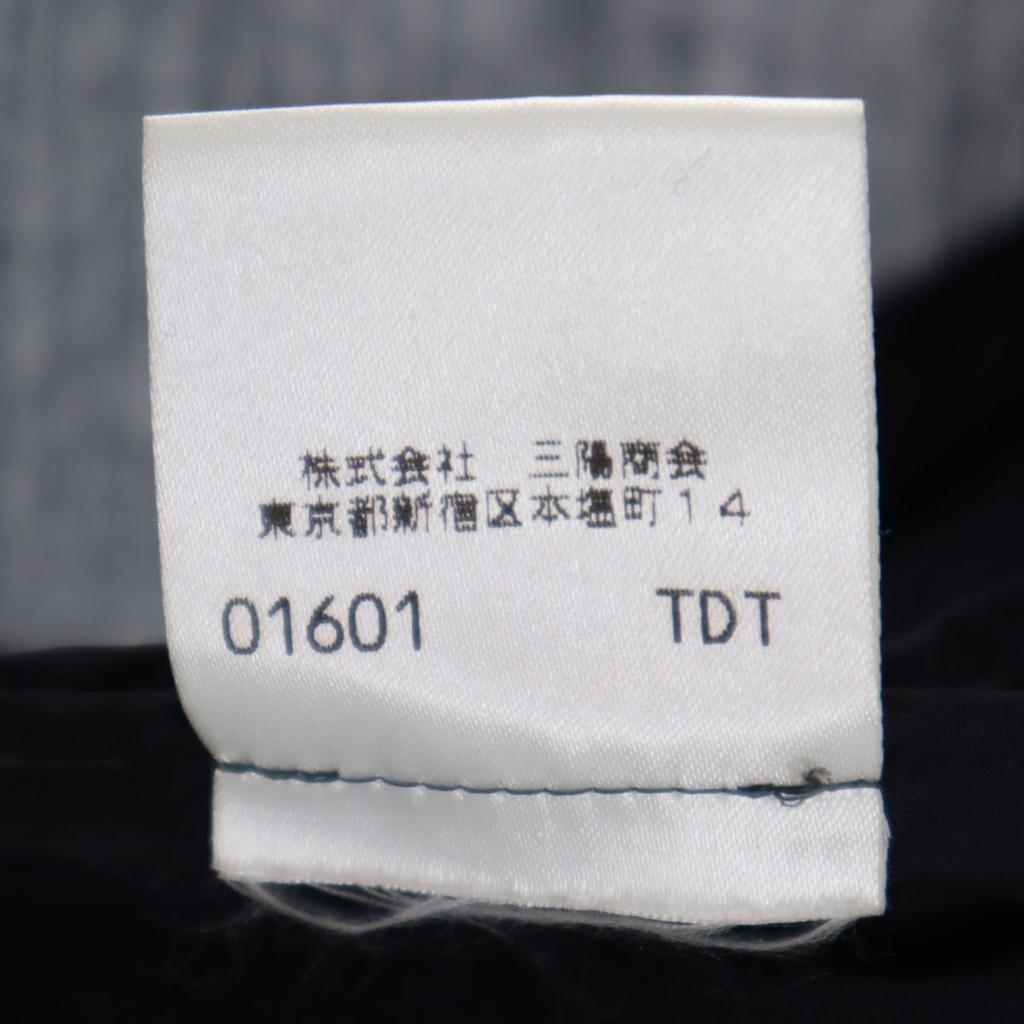 株式会社　三陽商会
東京都新宿区本塩町１４
01601 TDT